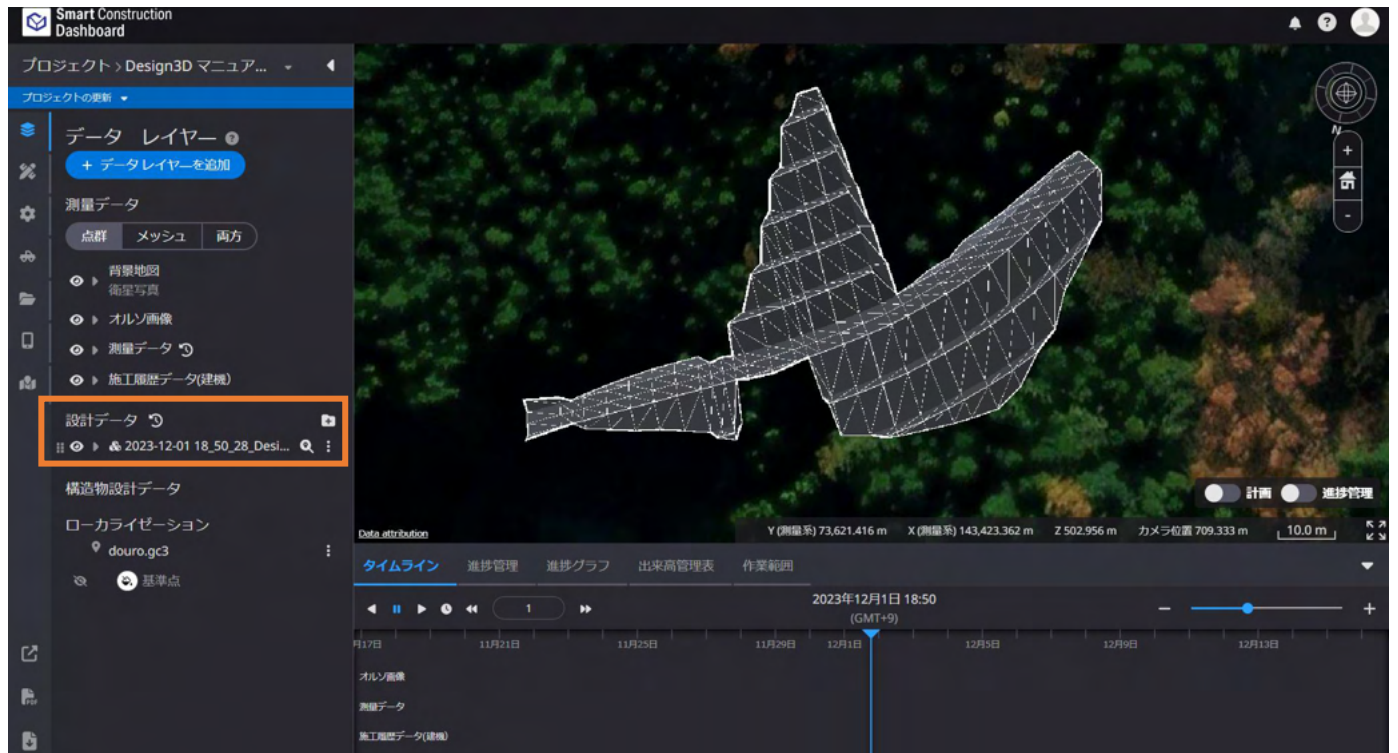 Smart Construction
Dashboard
プロジェクト > Design3D マニュア...
プロジェクトの更新
データ レイヤー
+ データレイヤーを追加
測量データ
点群 メッシュ 両方
背景地図
衛星写真
オルソ画像
測量データ
施工履歴データ(建機)
設計データ
2023-12-01 18_50_28_Desi...
構造物設計データ
ローカライゼーション
douro.gc3
基準点
PDF
N
+
-
計画 進捗管理
Data attribution
Y (測量系) 73,621.416 m X (測量系) 143,423.362 m Z 502.956 m カメラ位置 709.333 m 10.0 m
タイムライン 進捗管理 進捗グラフ 出来高管理表 作業範囲
1
2023年12月1日 18:50
(GMT+9)
月17日 11月21日 11月25日 11月29日 12月1日 12月5日 12月9日 12月13日
オルソ画像
測量データ
施工履歴データ(建機)